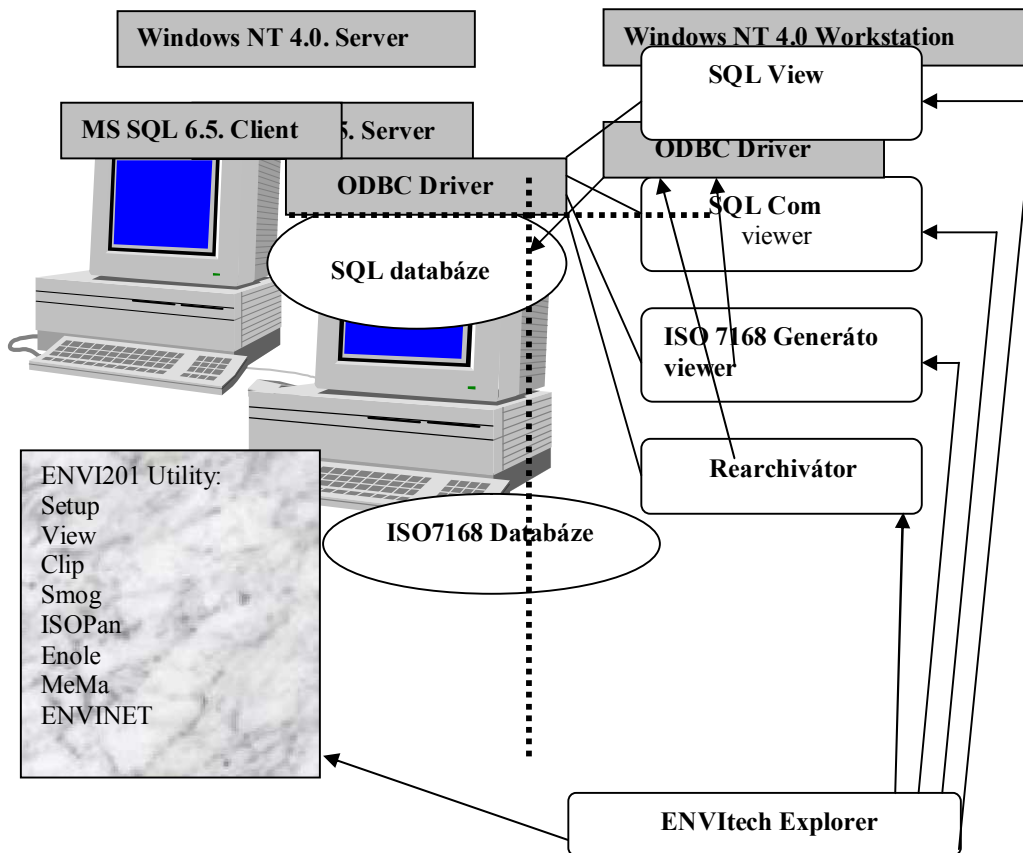 Windows NT 4.0. Server
Windows NT 4.0 Workstation
SQL View
MS SQL 6.5. Client
5. Server
ODBC Driver
ODBC Driver
SQL Com
viewer
SQL databáze
ISO 7168 Generáto
viewer
Rearchivátor
ENVI201 Utility:
Setup
View
Clip
Smog
ISOPan
Enole
MeMa
ENVINET
ISO7168 Databáze
ENVItech Explorer